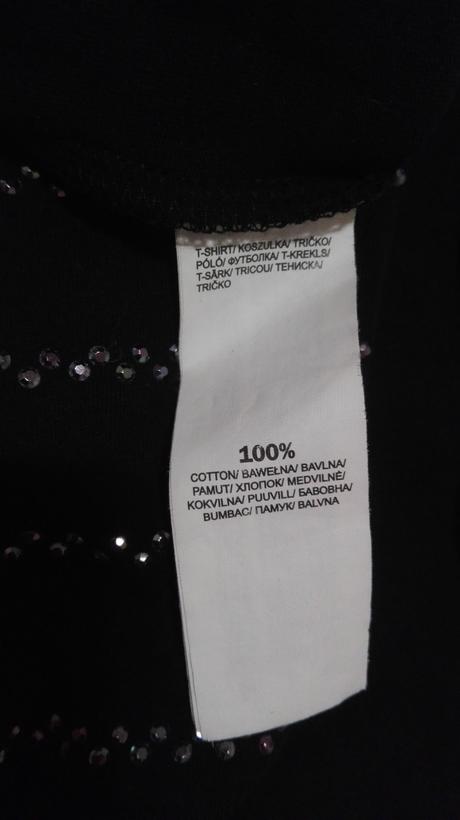 T-SHIRT/ KOSZULKA/ TRIČKO/
PÓLÓ/ ФУТБОЛКА/ T-KREKLS/
T-SÄRK/ TRICOU/ ТЕНИСКА/
TRIČKO
100%
COTTON/ BAWEŁNA/ BAVLNA/
PAMUT/ ХЛОПОК/ MEDVILNĖ/
KOKVILNA/ PUUVILL/ БАВОВНА/
BUMBAC/ ПАМУК/ BALVNA